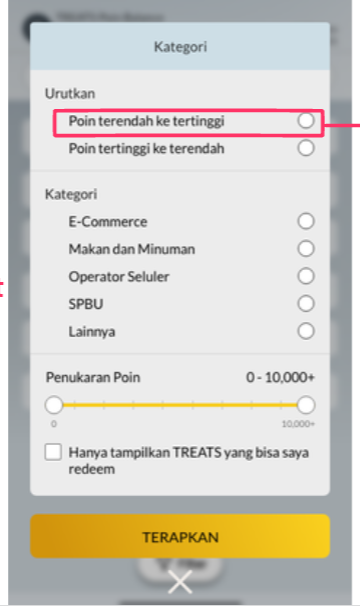 Kategori
Urutkan
Poin terendah ke tertinggi
Poin tertinggi ke terendah
Kategori
E-Commerce
Makan dan Minuman
Operator Seluler
SPBU
Lainnya
Penukaran Poin 0 - 10,000+
0 10,000+
Hanya tampilkan TREATS yang bisa saya
redeem
TERAPKAN